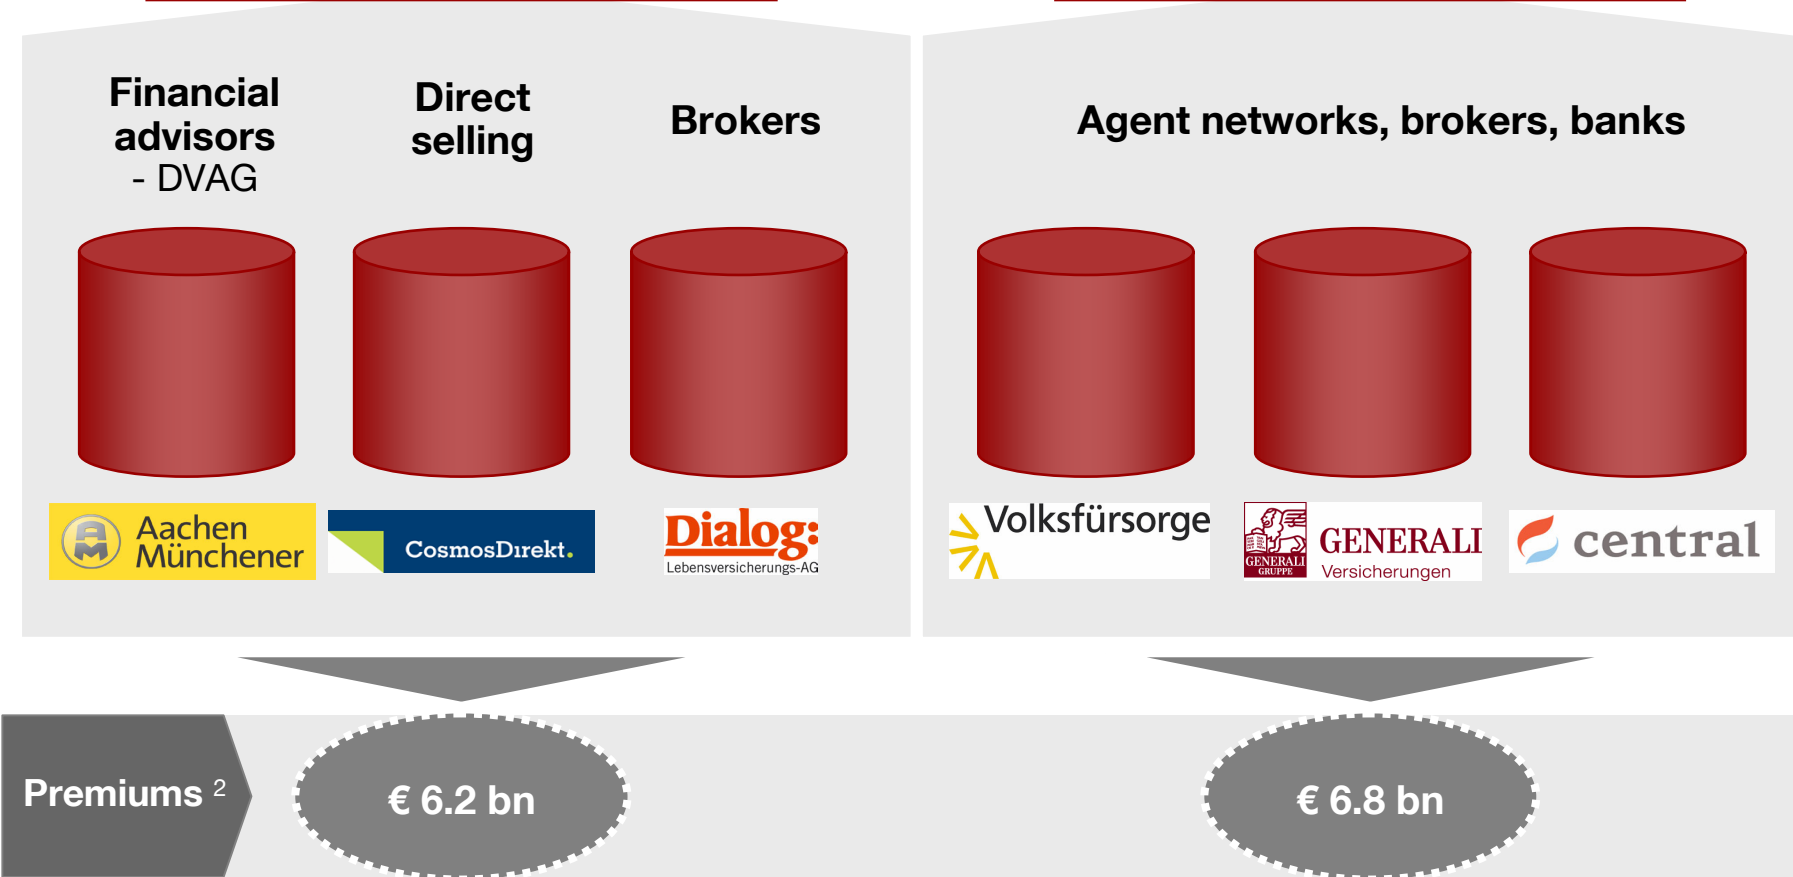 Financial
advisors
- DVAG
Direct
selling
Brokers
Agent networks, brokers, banks
AM Aachen
Münchener
CosmosDirekt.
Dialog:
Lebensversicherungs-AG
Volksfürsorge
GENERALI
GRUPPE
GENERALI
Versicherungen
central
Premiums ²
€ 6.2 bn
€ 6.8 bn